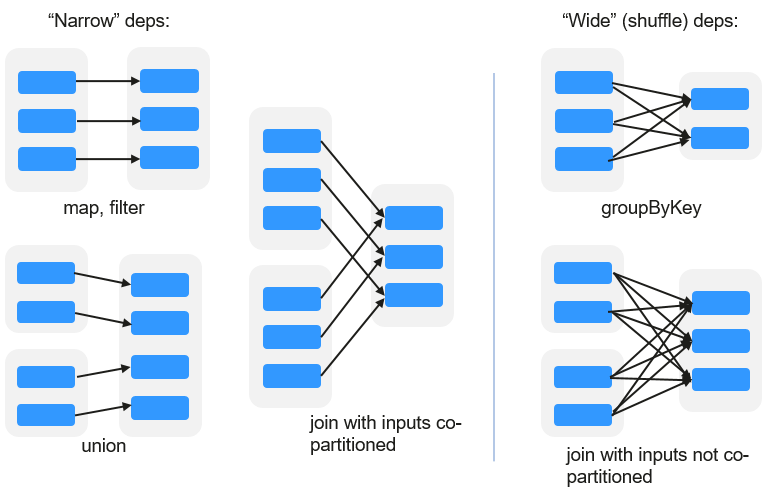 “Narrow” deps:
“Wide” (shuffle) deps:
map, filter
groupByKey
union
join with inputs co-
partitioned
join with inputs not co-
partitioned